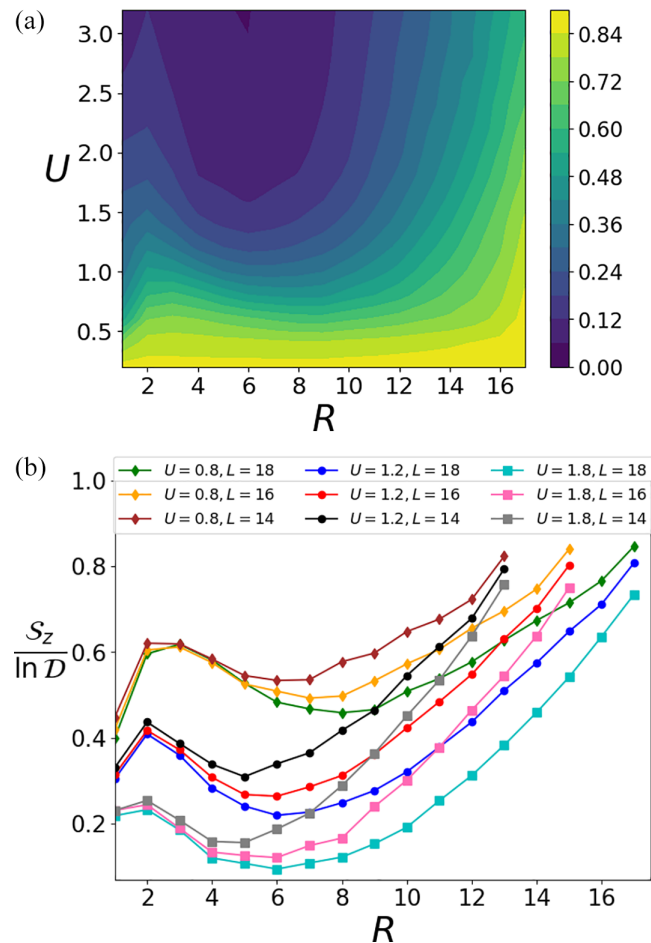 (a)
3.0
2.5
2.0
1.5
1.0
0.5
U
2 4 6 8 10 12 14 16
R
0.84
0.72
0.60
0.48
0.36
0.24
0.12
0.00
(b)
U = 0.8, L = 18 U = 1.2, L = 18 U = 1.8, L = 18
U = 0.8, L = 16 U = 1.2, L = 16 U = 1.8, L = 16
U = 0.8, L = 14 U = 1.2, L = 14 U = 1.8, L = 14
1.0
0.8
0.6
0.4
0.2
S_z
ln D
2 4 6 8 10 12 14 16
R